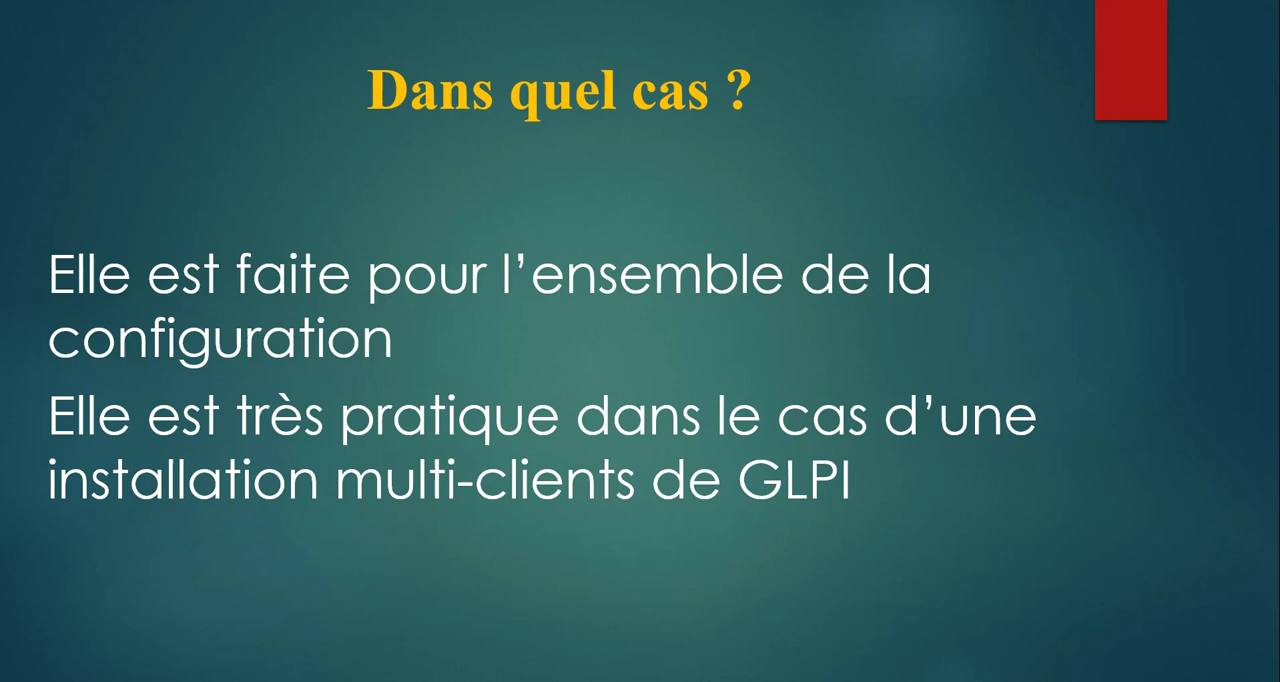 Dans quel cas ?
Elle est faite pour l’ensemble de la
configuration
Elle est très pratique dans le cas d’une
installation multi-clients de GLPI